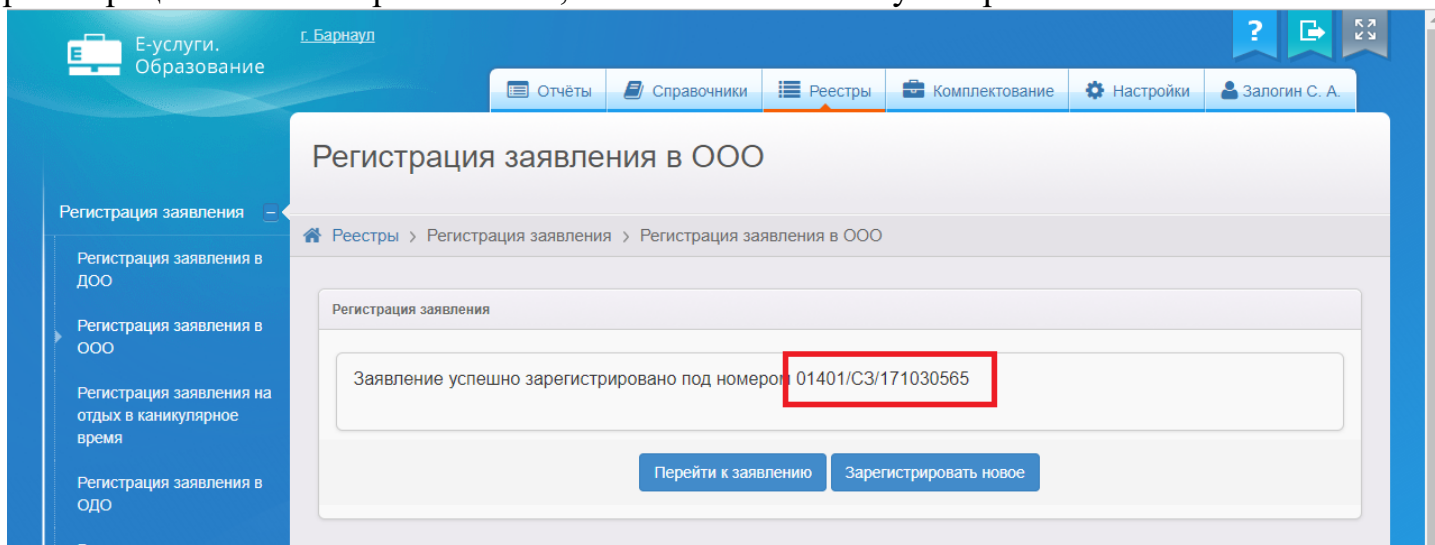 г. Барнаул
Е-услуги.
Образование
Отчёты
Справочники
Реестры
Комплектование
Настройки
Залогин С. А.
Регистрация заявления в ООО
Регистрация заявления
Реестры > Регистрация заявления > Регистрация заявления в ООО
Регистрация заявления в
ДОО
Регистрация заявления в
ООО
Регистрация заявления на
отдых в каникулярное
время
Регистрация заявления в
ОДО
Регистрация заявления
Заявление успешно зарегистрировано под номером 01401/СЗ/171030565
Перейти к заявлению
Зарегистрировать новое